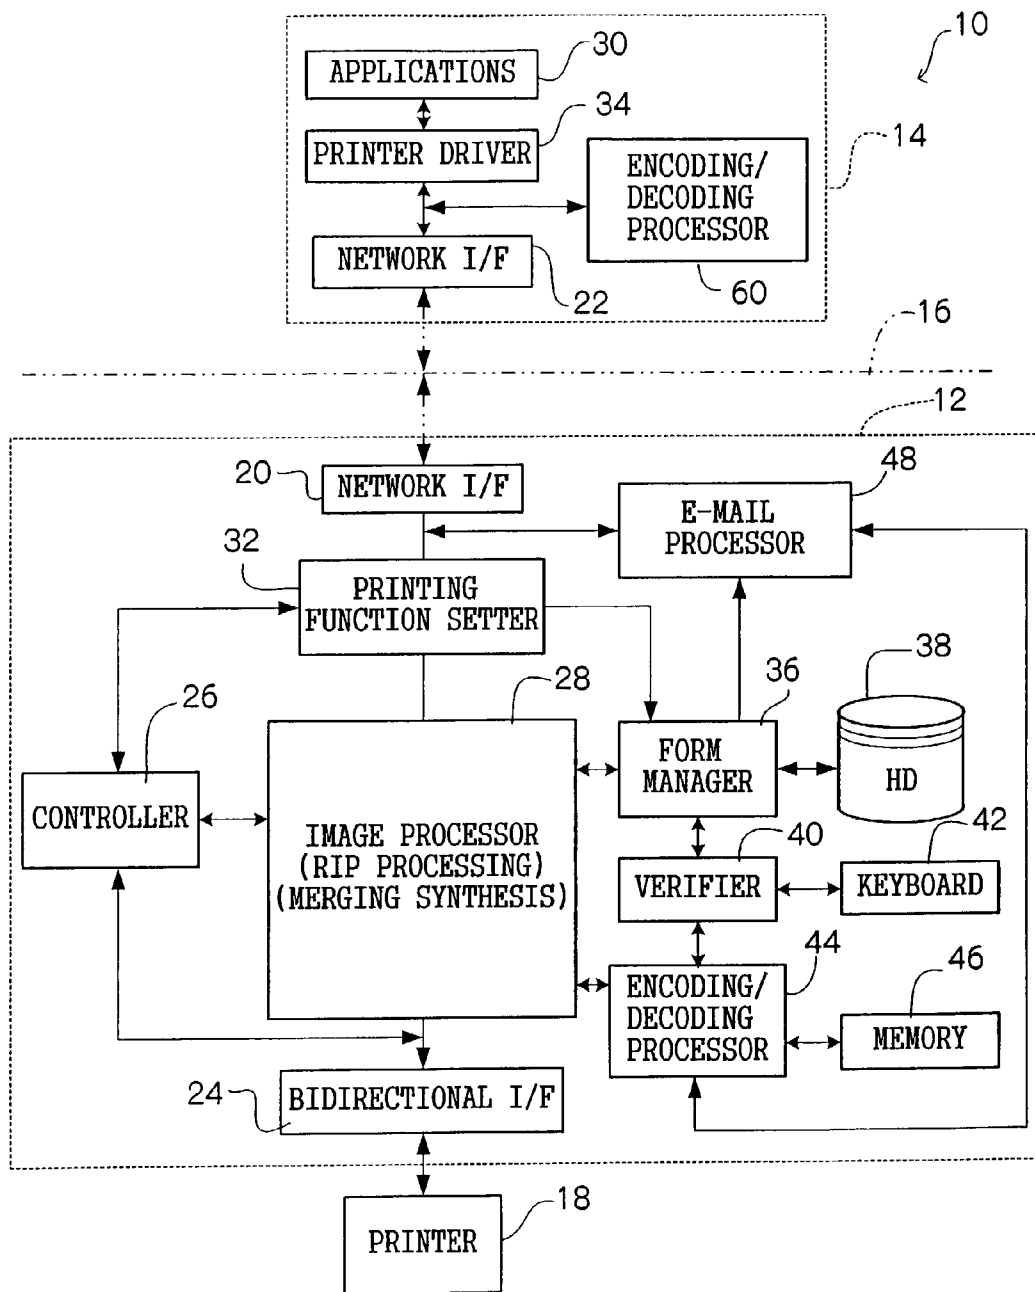 10
30
APPLICATIONS
34
14
PRINTER DRIVER
ENCODING/
DECODING
PROCESSOR
NETWORK I/F
22
60
16
12
20
NETWORK I/F
48
E-MAIL
PROCESSOR
32
PRINTING
FUNCTION SETTER
38
26
28
36
FORM
MANAGER
HD
CONTROLLER
IMAGE PROCESSOR
(RIP PROCESSING)
(MERGING SYNTHESIS)
40
42
VERIFIER
KEYBOARD
44
46
ENCODING/
DECODING
PROCESSOR
MEMORY
24
BIDIRECTIONAL I/F
18
PRINTER